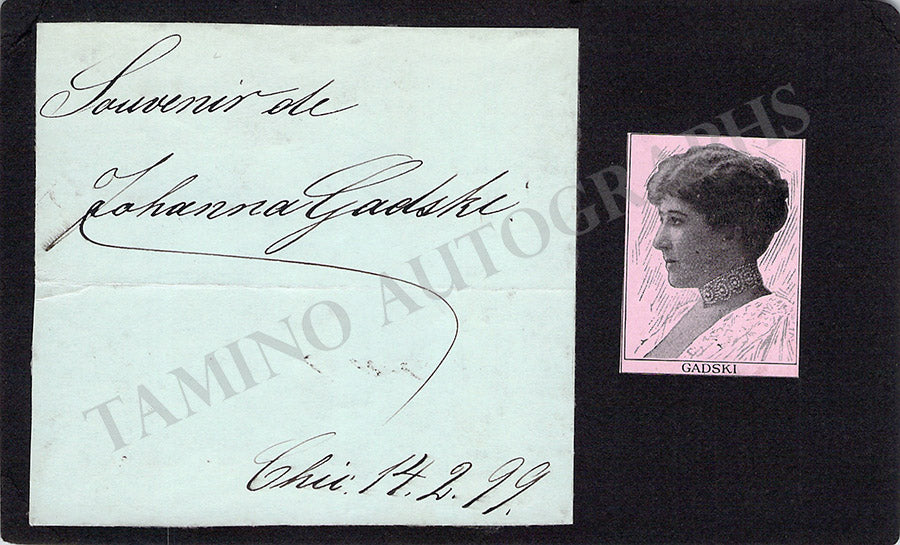 Souvenir de
Johanna Gadski.
Chic. 14.2.99.
GADSKI
TAMINO AUTOGRAPHS